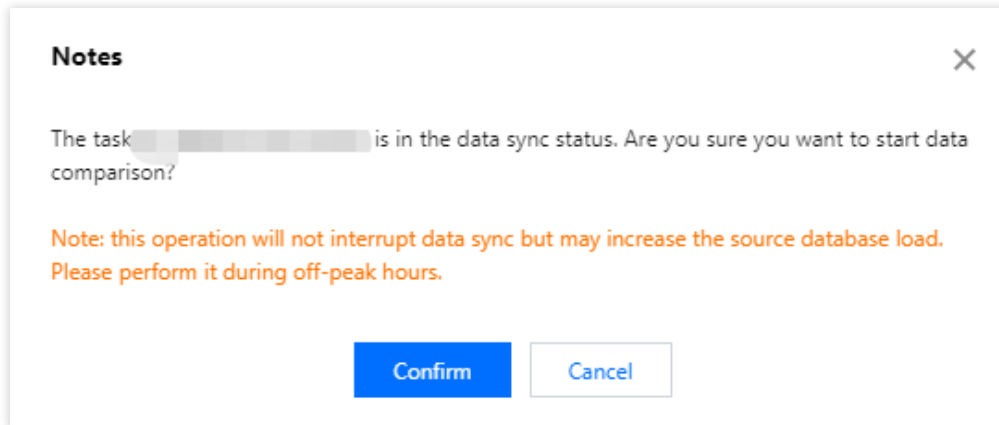 Notes
The task is in the data sync status. Are you sure you want to start data
comparison?
Note: this operation will not interrupt data sync but may increase the source database load.
Please perform it during off-peak hours.
Confirm Cancel